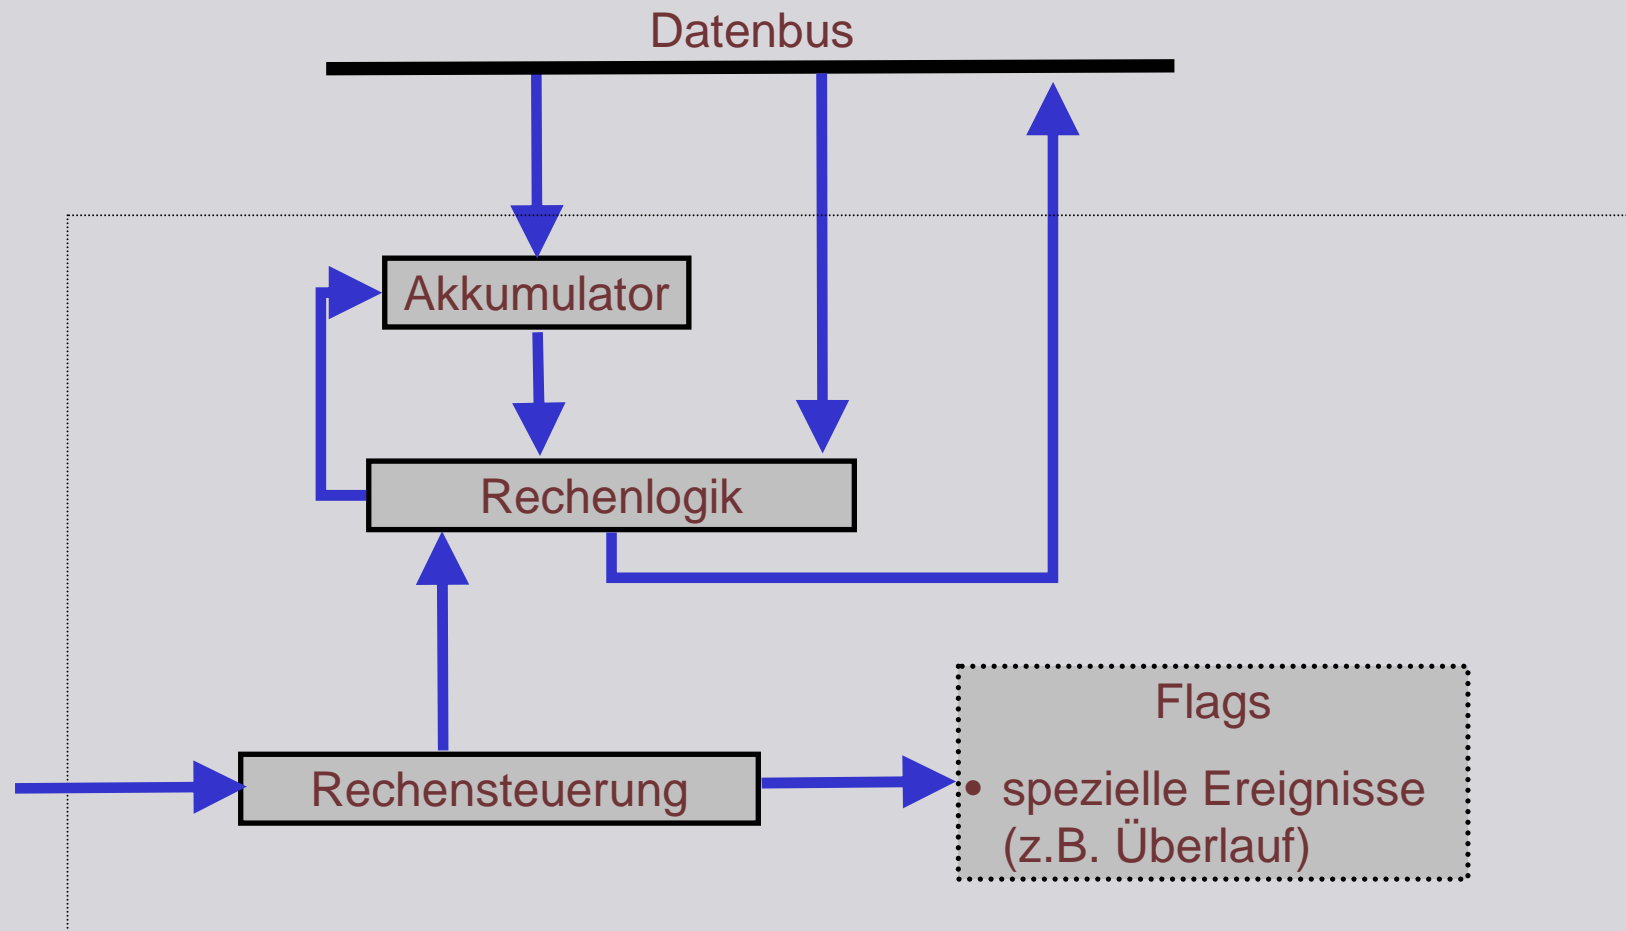 Datenbus
Akkumulator
Rechenlogik
Rechensteuerung
Flags
• spezielle Ereignisse
(z.B. Überlauf)